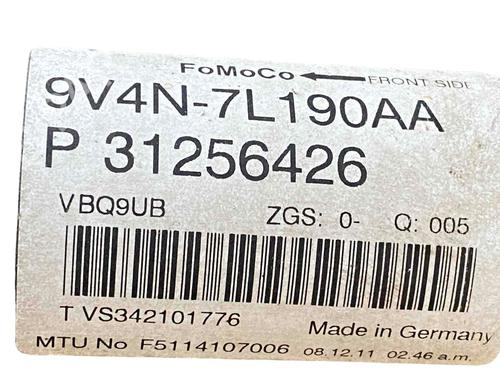 FoMoCo FRONT SIDE
9V4N-7L190AA
P 31256426
VBQ9UB ZGS: 0- Q: 005
T VS342101776 Made in Germany
MTU No F5114107006 08.12.11 02.46 a.m.